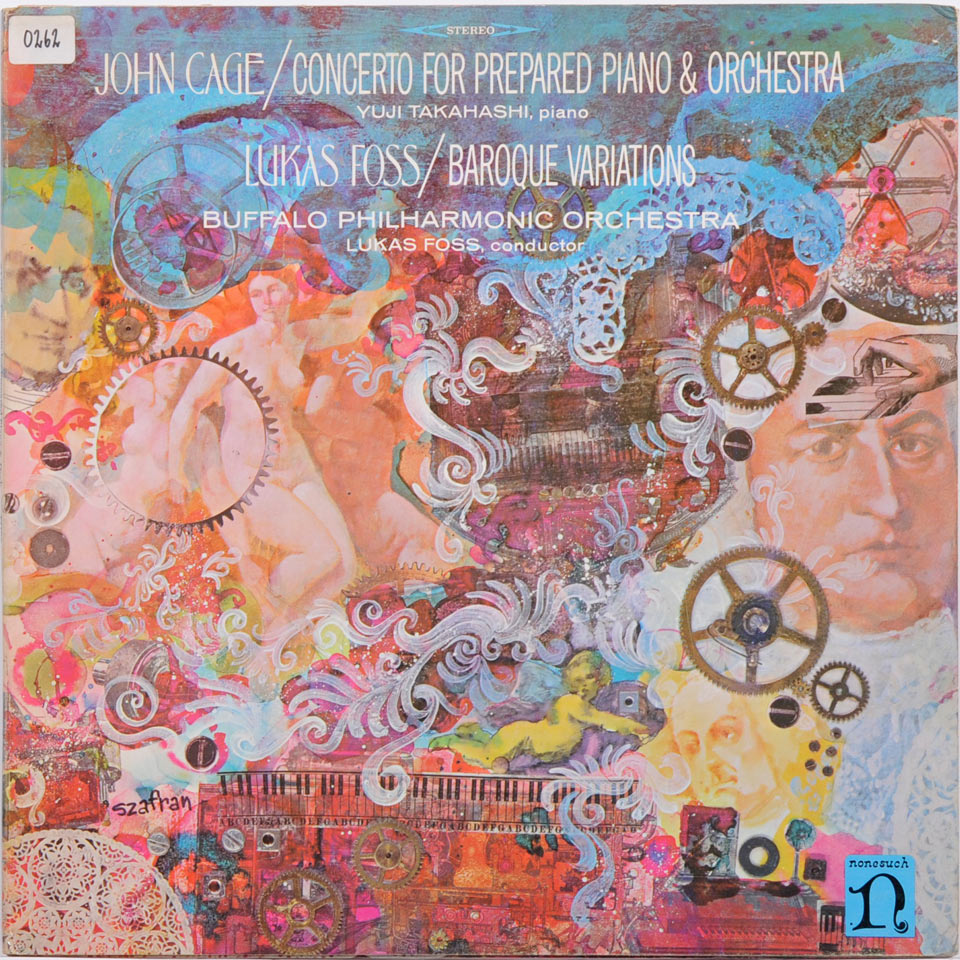 0262
STEREO
JOHN CAGE/CONCERTO FOR PREPARED PIANO & ORCHESTRA
YUJI TAKAHASHI, piano
LUKAS FOSS/BAROQUE VARIATIONS
BUFFALO PHILHARMONIC ORCHESTRA
LUKAS FOSS, conductor
szafran
nonesuch
n